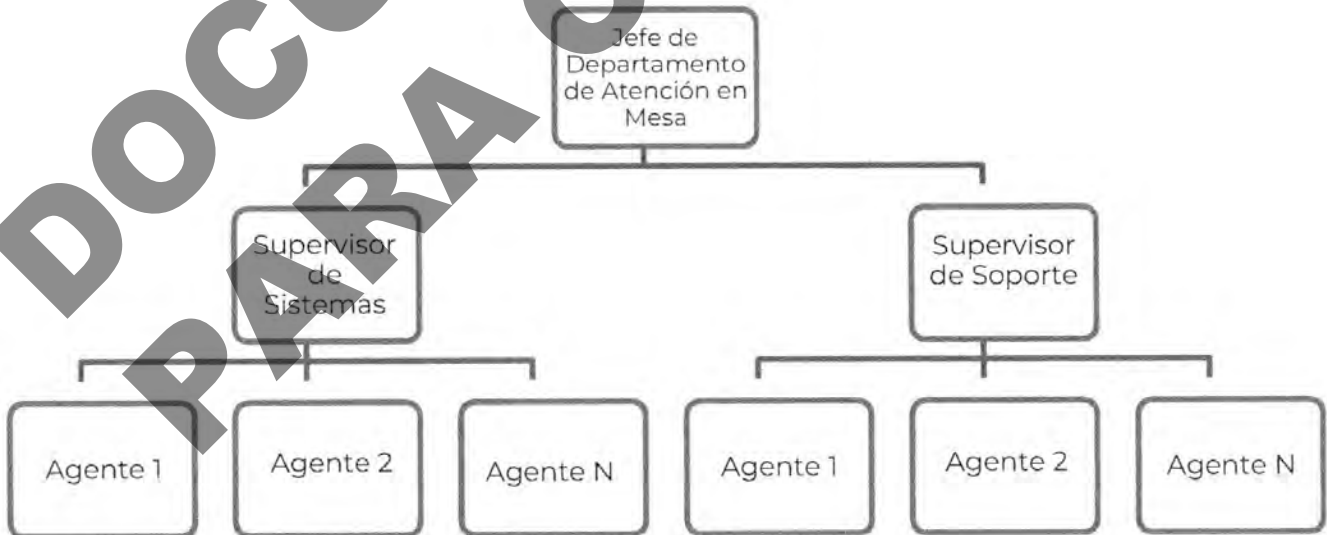 Jefe de
Departamento
de Atención en
Mesa
Supervisor
de
Sistemas
Supervisor
de Soporte
Agente 1
Agente 2
Agente N
Agente 1
Agente 2
Agente N
PARA